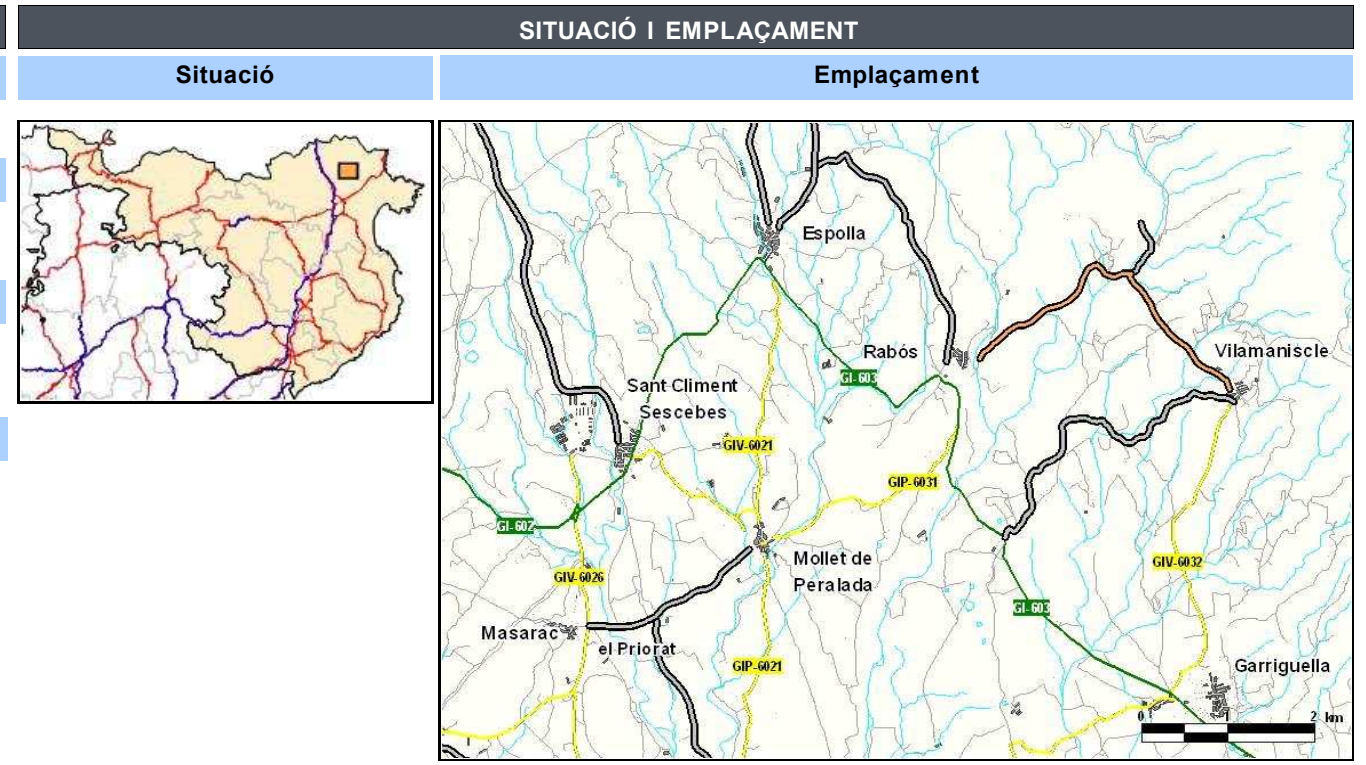 SITUACIÓ I EMPLAÇAMENT
Situació
Emplaçament
Espolla
Rabós
GI-603
Vilamaniscle
Sant Climent
Sescebes
GIV-6021
GIP-6031
GI-602
Mollet de
Peralada
GIV-6026
GIV-6032
GI-603
Masarac
el Priorat
GIP-6021
Garriguella
0 1 2 km